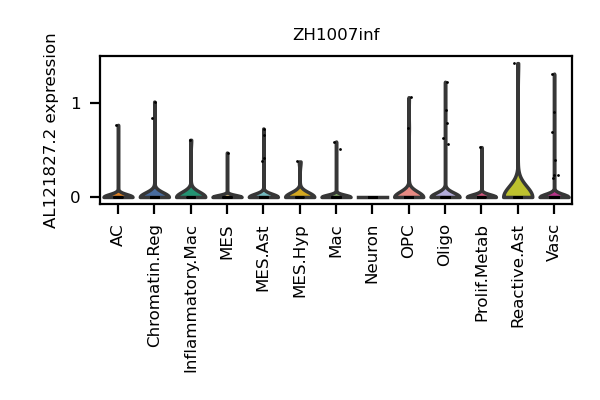 ZH1007inf
AL121827.2 expression
1
0
AC
Chromatin.Reg
Inflammatory.Mac
MES
MES.Ast
MES.Hyp
Mac
Neuron
OPC
Oligo
Prolif.Metab
Reactive.Ast
Vasc